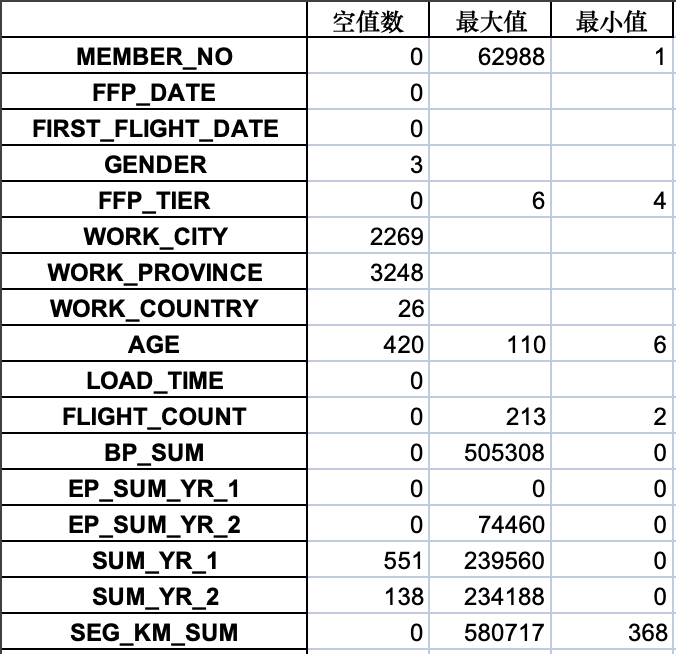 空值数 最大值 最小值
MEMBER_NO 0 62988 1
FFP_DATE 0
FIRST_FLIGHT_DATE 0
GENDER 3
FFP_TIER 0 6 4
WORK_CITY 2269
WORK_PROVINCE 3248
WORK_COUNTRY 26
AGE 420 110 6
LOAD_TIME 0
FLIGHT_COUNT 0 213 2
BP_SUM 0 505308 0
EP_SUM_YR_1 0 0 0
EP_SUM_YR_2 0 74460 0
SUM_YR_1 551 239560 0
SUM_YR_2 138 234188 0
SEG_KM_SUM 0 580717 368